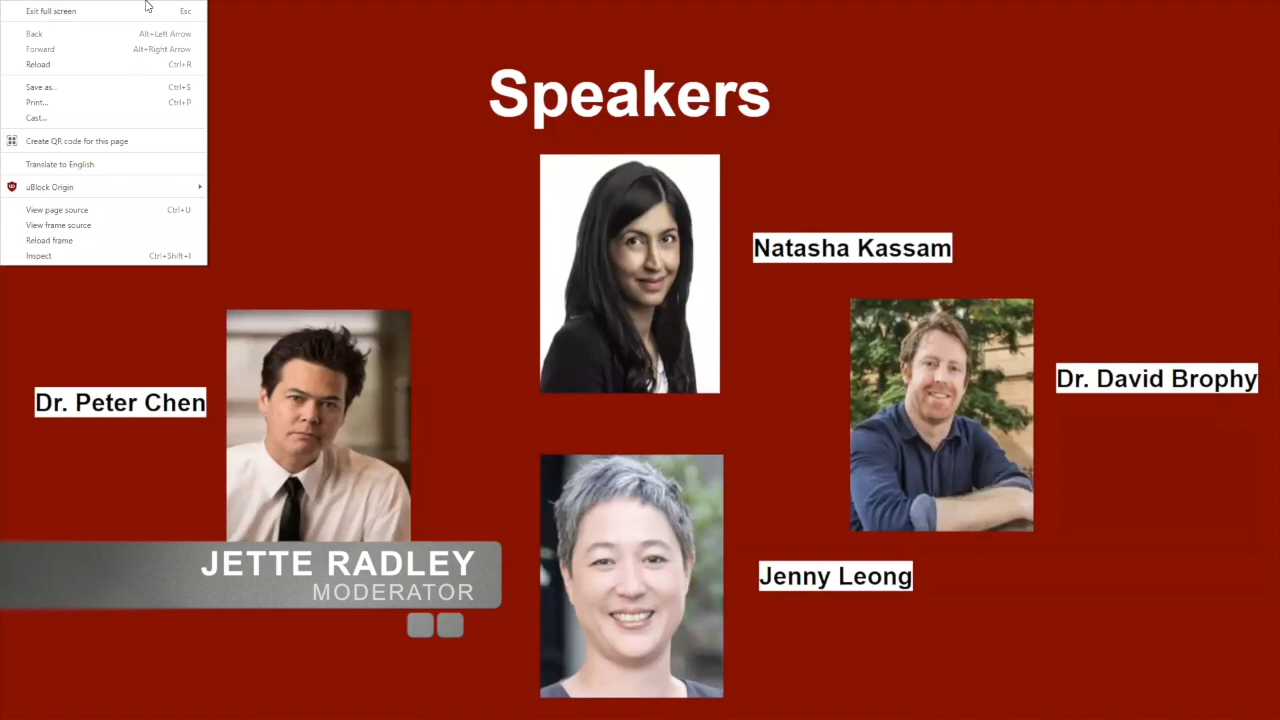 Exit full screen Esc
Back Alt+Left Arrow
Forward Alt+Right Arrow
Reload Ctrl+R
Save as... Ctrl+S
Print... Ctrl+P
Cast...
Create QR code for this page
Translate to English
uBlock Origin
View page source Ctrl+U
View frame source
Reload frame
Inspect Ctrl+Shift+I
Speakers
Natasha Kassam
Dr. David Brophy
Dr. Peter Chen
JETTE RADLEY
MODERATOR
Jenny Leong